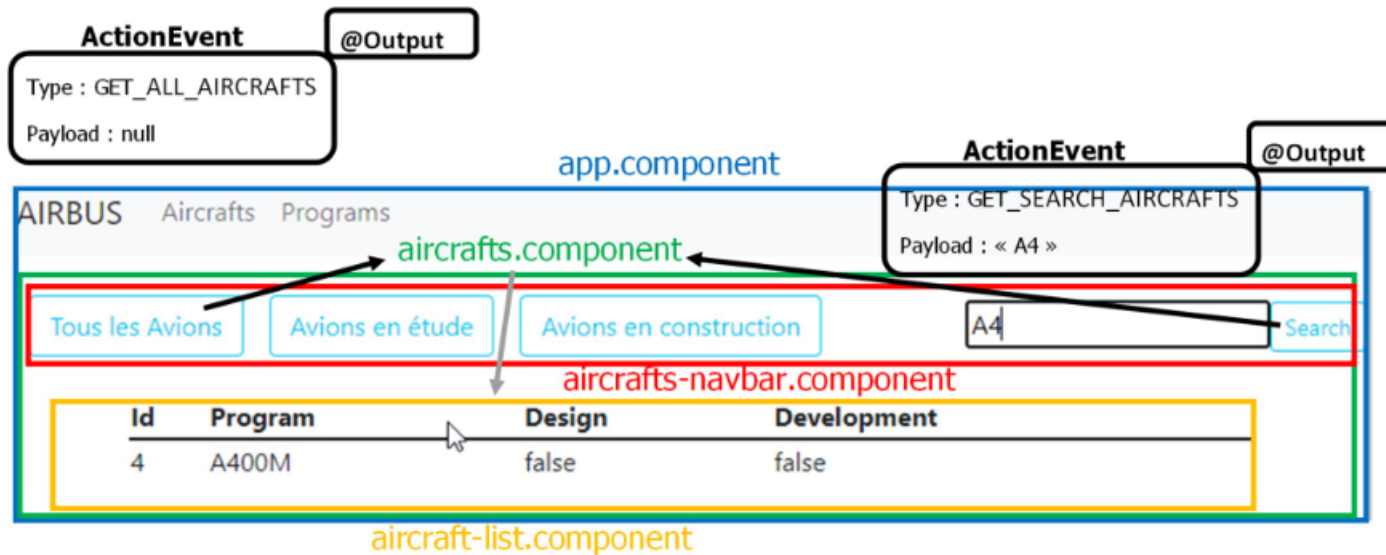 ActionEvent
@Output
Type : GET_ALL_AIRCRAFTS
Payload : null
ActionEvent
@Output
app.component
Type : GET_SEARCH_AIRCRAFTS
Payload : « A4 »
AIRBUS Aircrafts Programs
aircrafts.component
Tous les Avions Avions en étude Avions en construction A4 Search
aircrafts-navbar.component
Id Program Design Development
4 A400M false false
aircraft-list.component